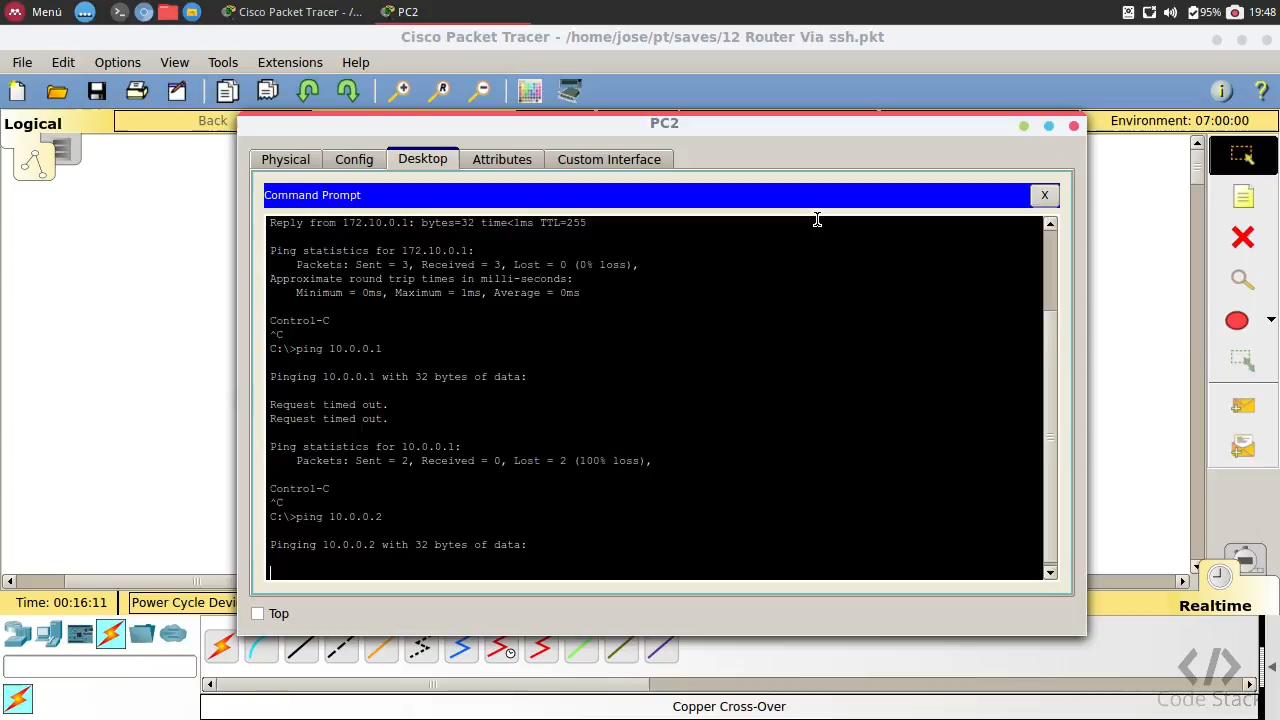 Menú
Cisco Packet Tracer - /...
PC2
95%
19:48
Cisco Packet Tracer - /home/jose/pt/saves/12 Router Via ssh.pkt
File Edit Options View Tools Extensions Help
Logical
Back
Environment: 07:00:00
PC2
Physical Config Desktop Attributes Custom Interface
Command Prompt
X
Reply from 172.10.0.1: bytes=32 time<1ms TTL=255
Ping statistics for 172.10.0.1:
Packets: Sent = 3, Received = 3, Lost = 0 (0% loss),
Approximate round trip times in milli-seconds:
Minimum = 0ms, Maximum = 1ms, Average = 0ms
Control-C
^C
C:\>ping 10.0.0.1
Pinging 10.0.0.1 with 32 bytes of data:
Request timed out.
Request timed out.
Ping statistics for 10.0.0.1:
Packets: Sent = 2, Received = 0, Lost = 2 (100% loss),
Control-C
^C
C:\>ping 10.0.0.2
Pinging 10.0.0.2 with 32 bytes of data:
Top
Time: 00:16:11
Power Cycle Devi
Realtime
Code Stack
Copper Cross-Over